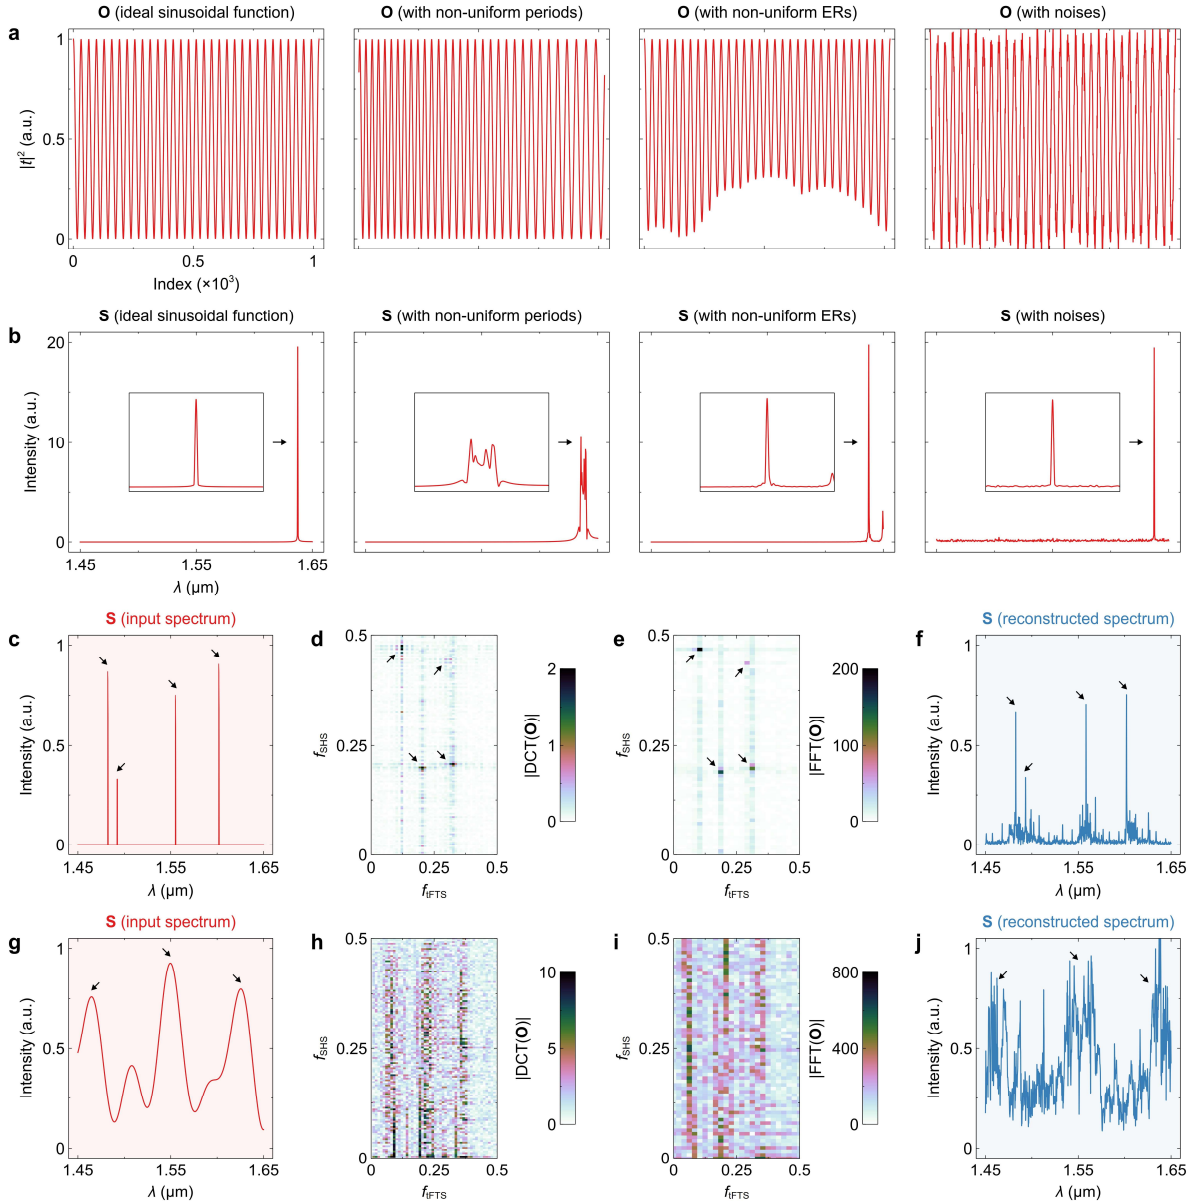 O (ideal sinusoidal function)
O (with non-uniform periods)
O (with non-uniform ERs)
O (with noises)
a
1
0.5
0
|t|² (a.u.)
0
0.5
1
Index (×10³)
S (ideal sinusoidal function)
S (with non-uniform periods)
S (with non-uniform ERs)
S (with noises)
b
20
10
0
Intensity (a.u.)
1.45
1.55
1.65
λ (µm)
S (input spectrum)
c
1
0.5
0
Intensity (a.u.)
1.45
1.55
1.65
λ (µm)
d
0.5
0.25
0
fSHS
0
0.25
0.5
ftFTS
2
1
0
|DCT(O)|
e
0.5
0.25
0
fSHS
0
0.25
0.5
ftFTS
200
100
0
|FFT(O)|
S (reconstructed spectrum)
f
1
0.5
0
Intensity (a.u.)
1.45
1.55
1.65
λ (µm)
S (input spectrum)
g
1
0.5
0
Intensity (a.u.)
1.45
1.55
1.65
λ (µm)
h
0.5
0.25
0
fSHS
0
0.25
0.5
ftFTS
10
5
0
|DCT(O)|
i
0.5
0.25
0
fSHS
0
0.25
0.5
ftFTS
800
400
0
|FFT(O)|
S (reconstructed spectrum)
j
1
0.5
0
Intensity (a.u.)
1.45
1.55
1.65
λ (µm)